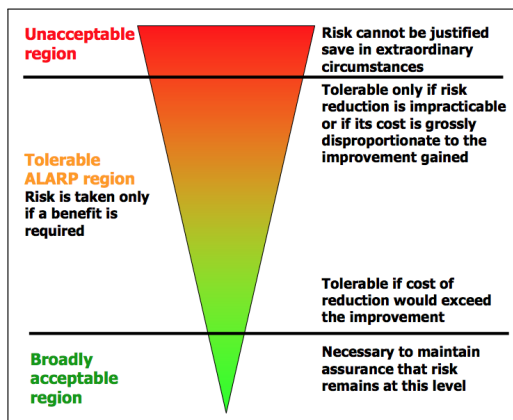 Unacceptable
region
Risk cannot be justified
save in extraordinary
circumstances
Tolerable only if risk
reduction is impracticable
or if its cost is grossly
disproportionate to the
improvement gained
Tolerable
ALARP region
Risk is taken only
if a benefit is
required
Tolerable if cost of
reduction would exceed
the improvement
Broadly
acceptable
region
Necessary to maintain
assurance that risk
remains at this level